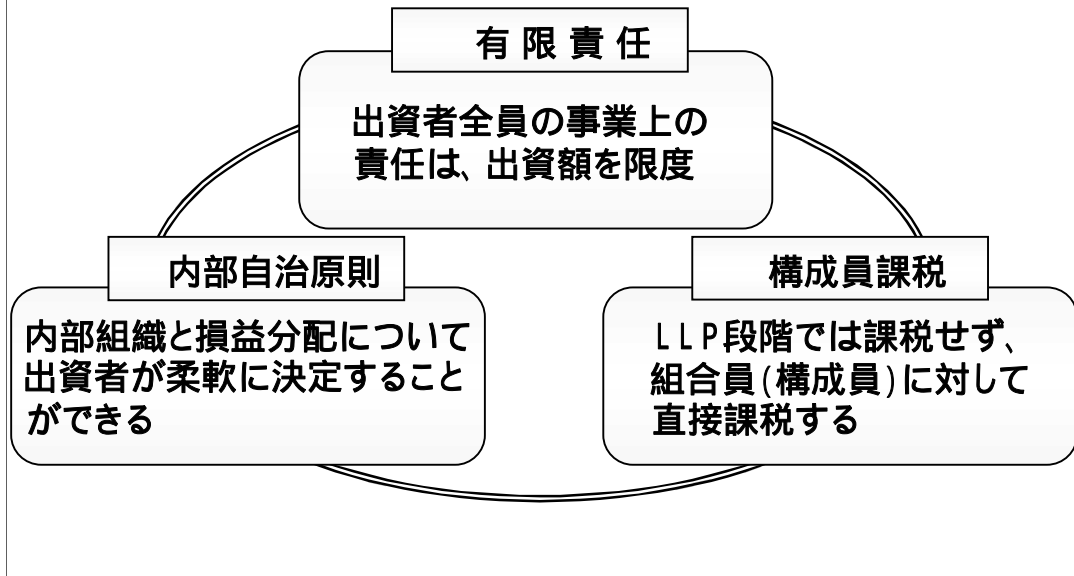 有限責任
出資者全員の事業上の
責任は、出資額を限度
内部自治原則
内部組織と損益分配について
出資者が柔軟に決定すること
ができる
構成員課税
LLP段階では課税せず、
組合員(構成員)に対して
直接課税する